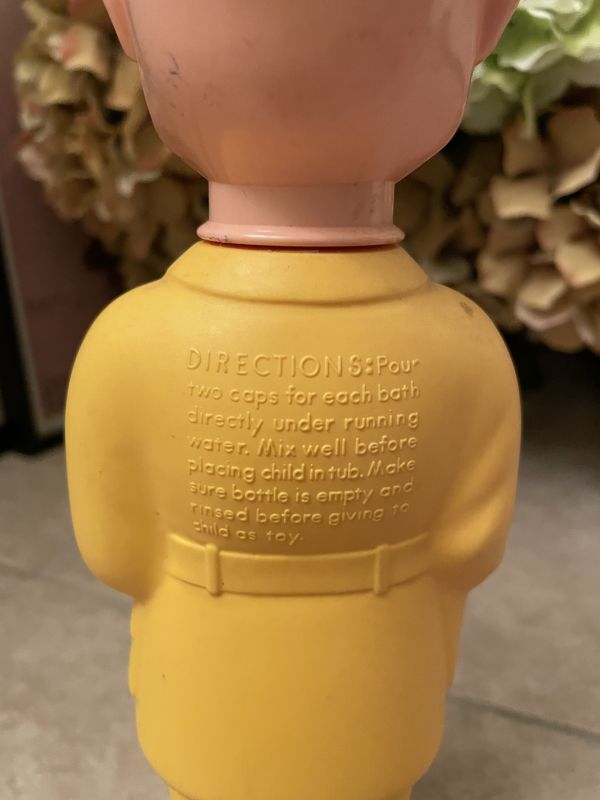 DIRECTIONS: Pour
two caps for each bath
directly under running
water. Mix well before
placing child in tub. Make
sure bottle is empty and
rinsed before giving to
child as toy.